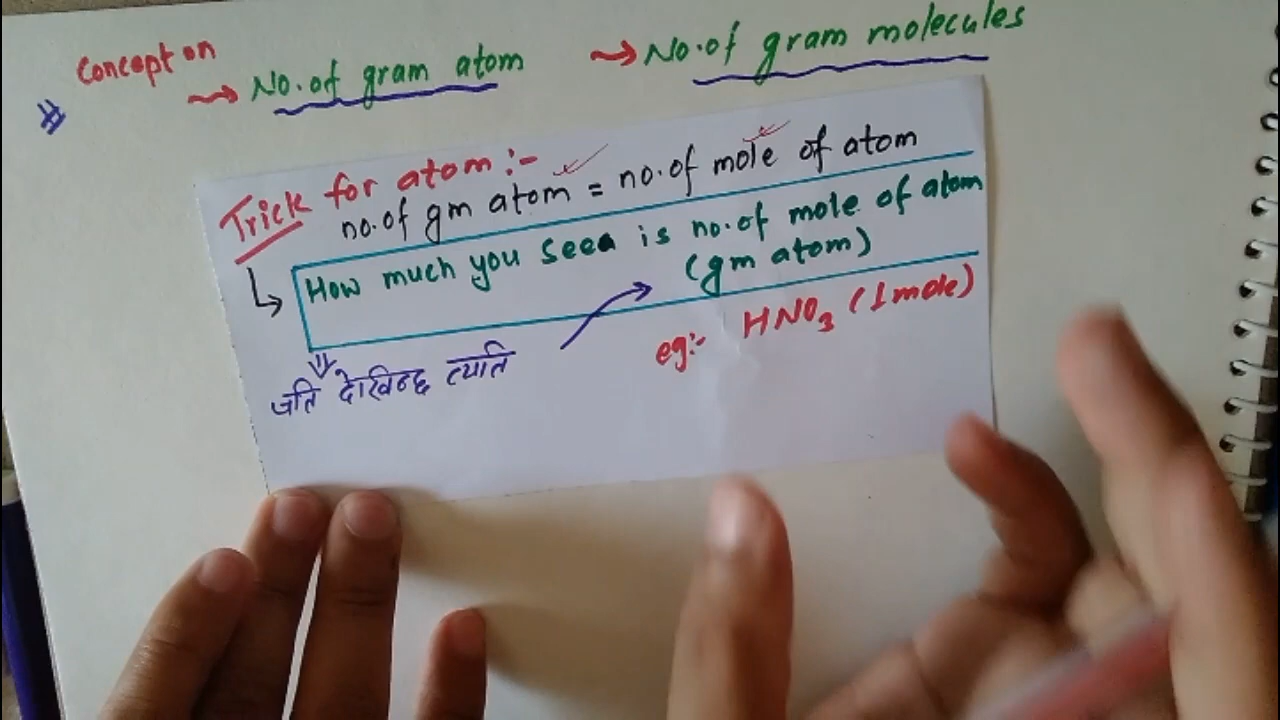 Concept on
→ No. of gram atom → No. of gram molecules
Trick for atom :-
no. of gm atom = no. of mole of atom
How much you seen is no. of mole of atom
(gm atom)
eg:- HNO3 (1 mole)
जति देखिन्छ त्यति